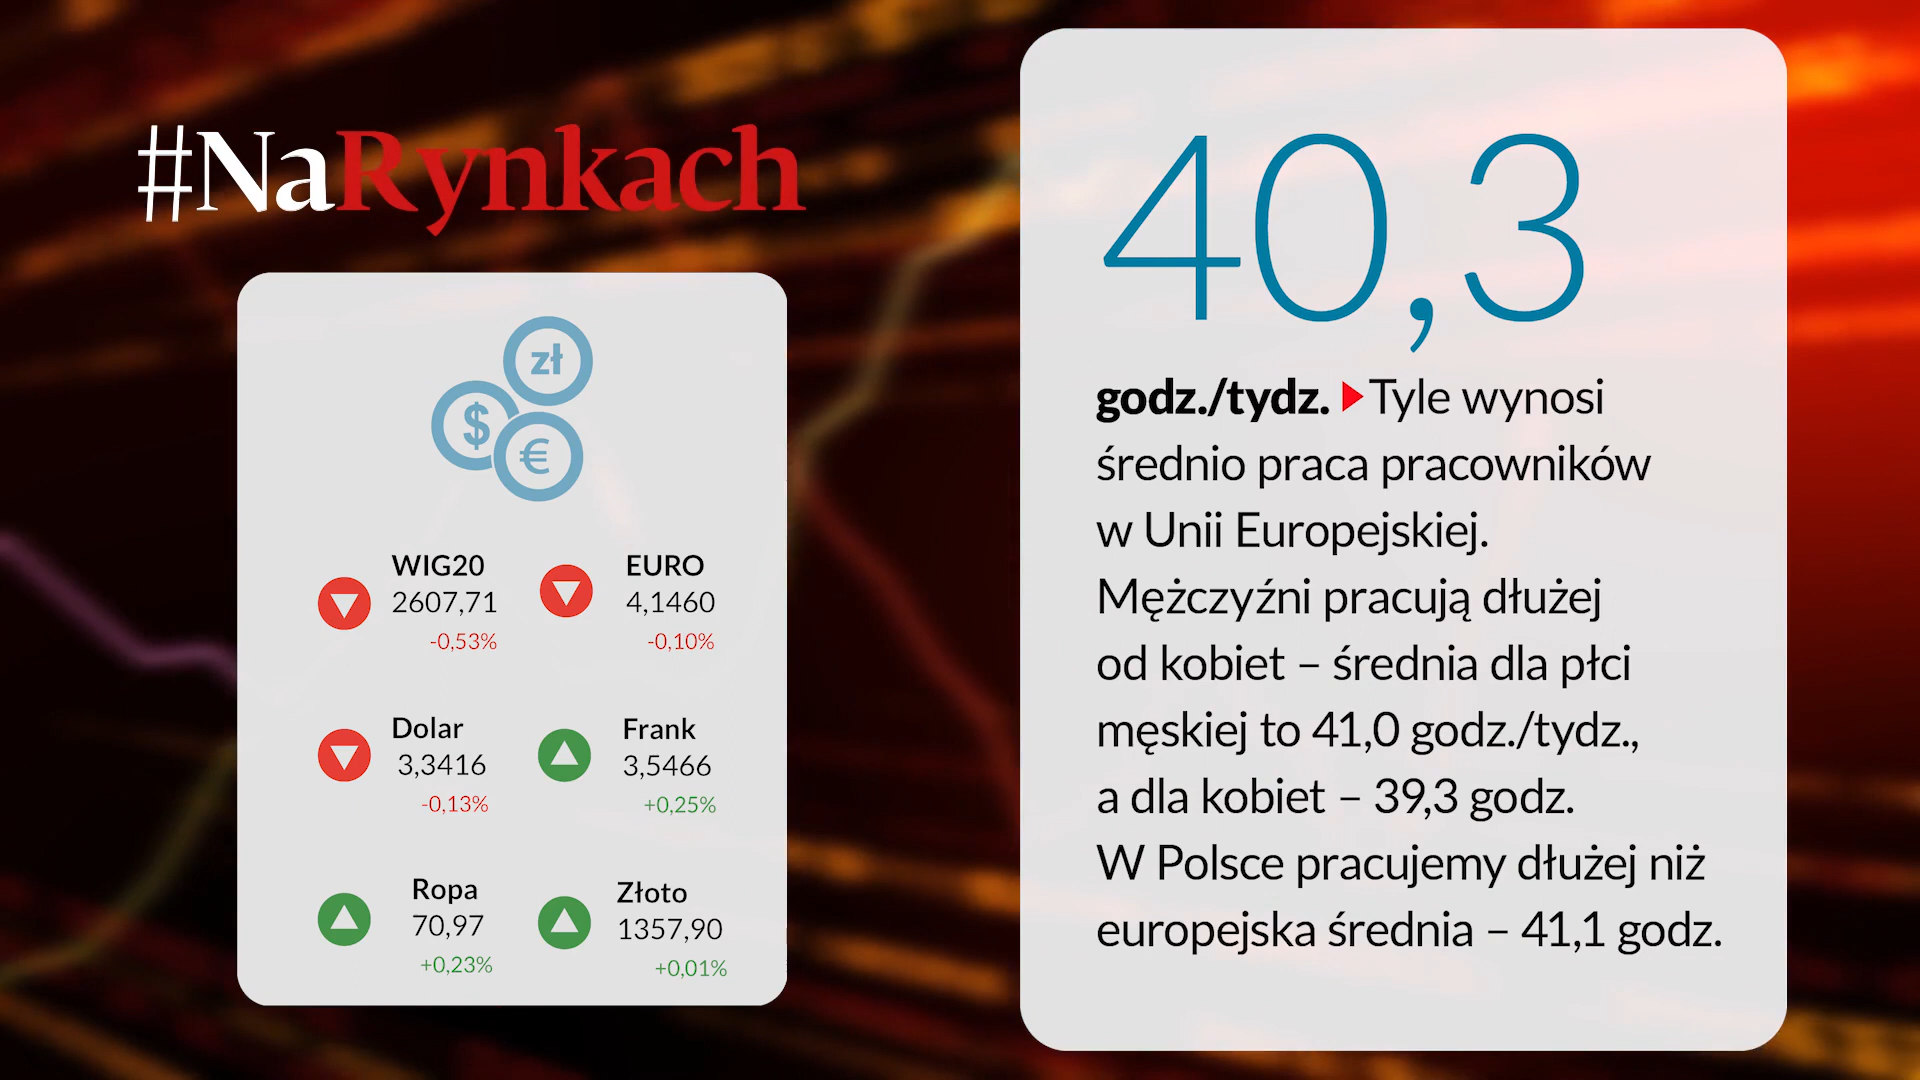 #NaRynkach
zł
$
€
WIG20
2607,71
-0,53%
EURO
4,1460
-0,10%
Dolar
3,3416
-0,13%
Frank
3,5466
+0,25%
Ropa
70,97
+0,23%
Złoto
1357,90
+0,01%
40,3
godz./tydz. Tyle wynosi
średnio praca pracowników
w Unii Europejskiej.
Mężczyźni pracują dłużej
od kobiet – średnia dla płci
męskiej to 41,0 godz./tydz.,
a dla kobiet – 39,3 godz.
W Polsce pracujemy dłużej niż
europejska średnia – 41,1 godz.